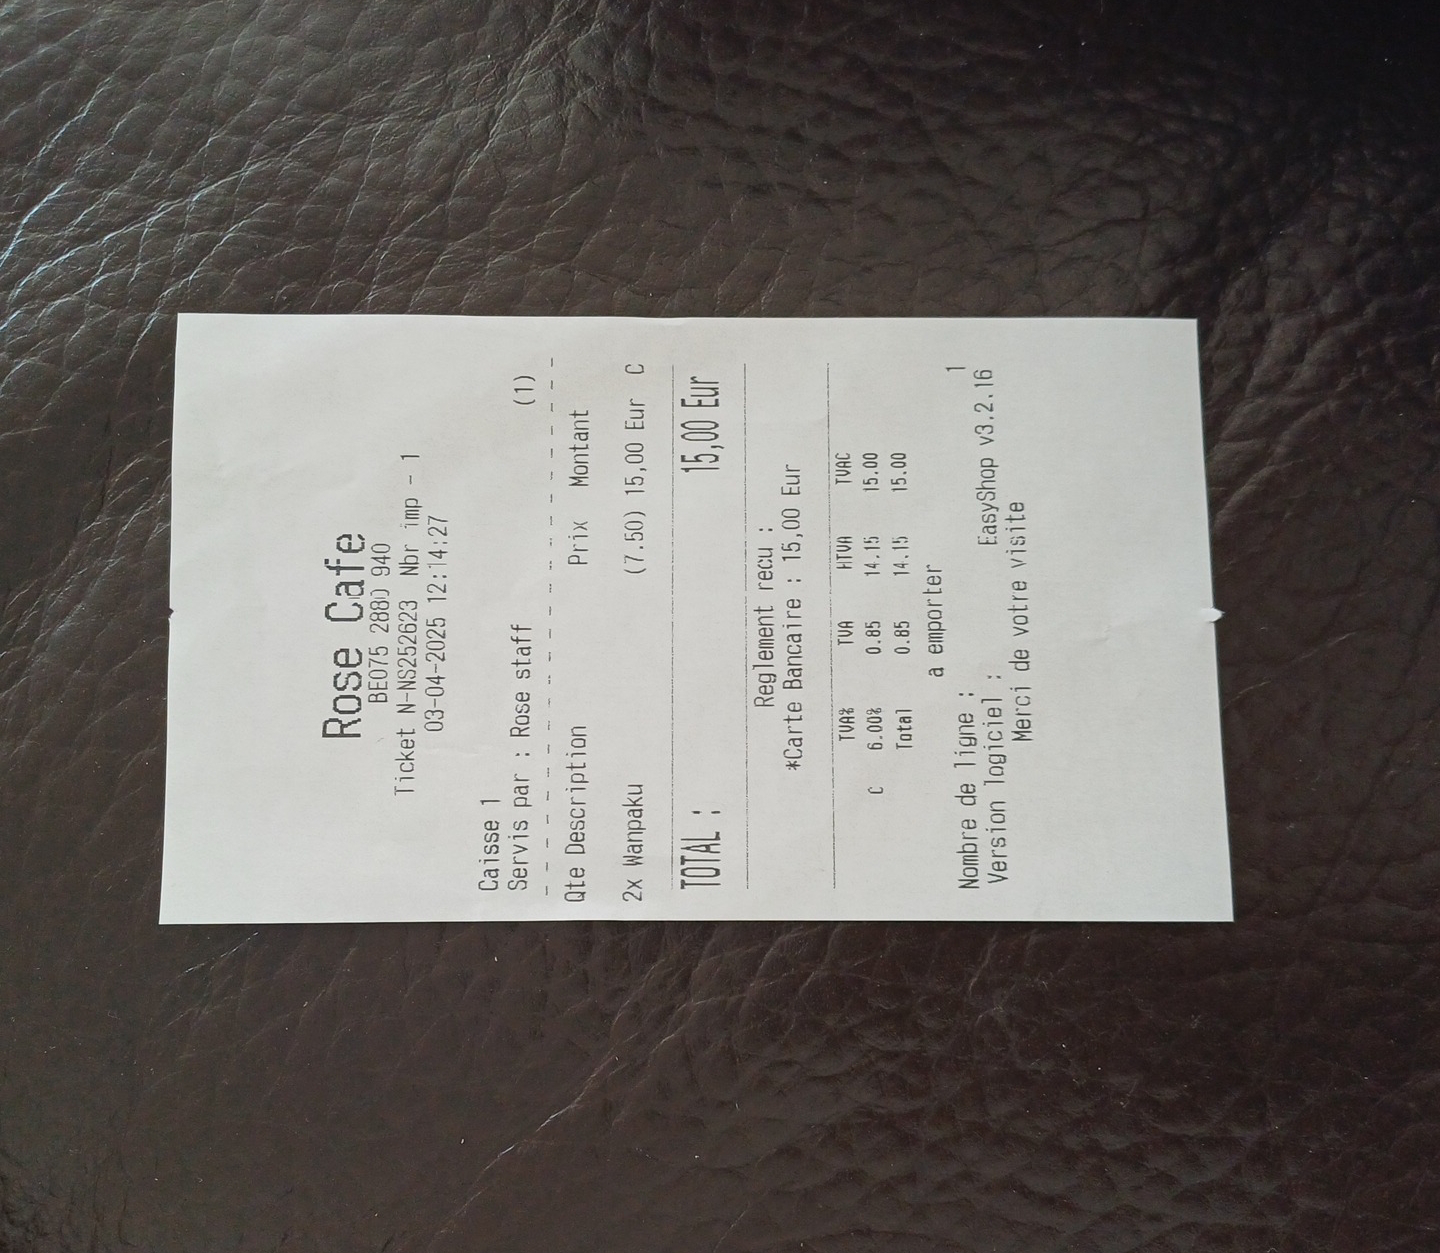 Rose Cafe
BE075 2880 940
Ticket N-NS252623 Nbr imp - 1
03-04-2025 12:14:27
Caisse 1
Servis par : Rose staff (1)
Qte Description Prix Montant
2x Wanpaku (7.50) 15,00 Eur C
TOTAL : 15,00 Eur
Reglement recu :
*Carte Bancaire : 15,00 Eur
TVA% TVA HTVA TVAC
C 6.00% 0.85 14.15 15.00
Total 0.85 14.15 15.00
a emporter
Nombre de ligne : 1
Version logiciel : EasyShop v3.2.16
Merci de votre visite